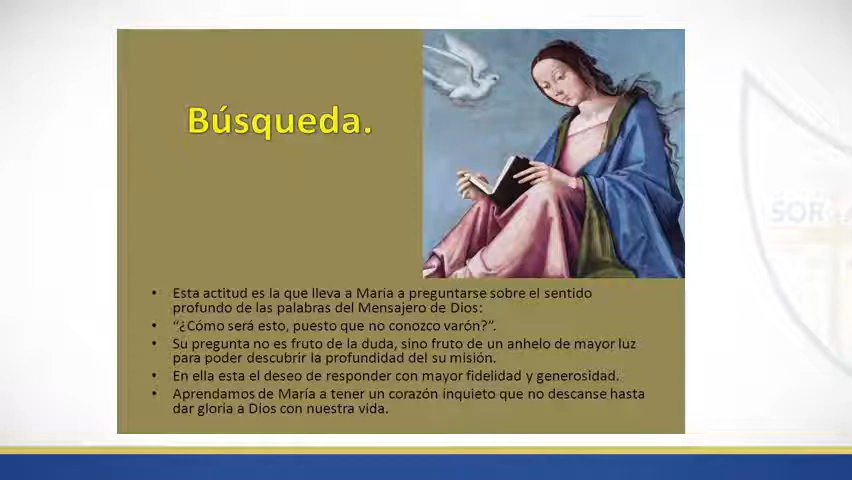 Búsqueda.
SOR
• Esta actitud es la que lleva a María a preguntarse sobre el sentido
profundo de las palabras del Mensajero de Dios:
• “¿Cómo será esto, puesto que no conozco varón?”.
• Su pregunta no es fruto de la duda, sino fruto de un anhelo de mayor luz
para poder descubrir la profundidad del su misión.
• En ella esta el deseo de responder con mayor fidelidad y generosidad.
• Aprendamos de María a tener un corazón inquieto que no descanse hasta
dar gloria a Dios con nuestra vida.